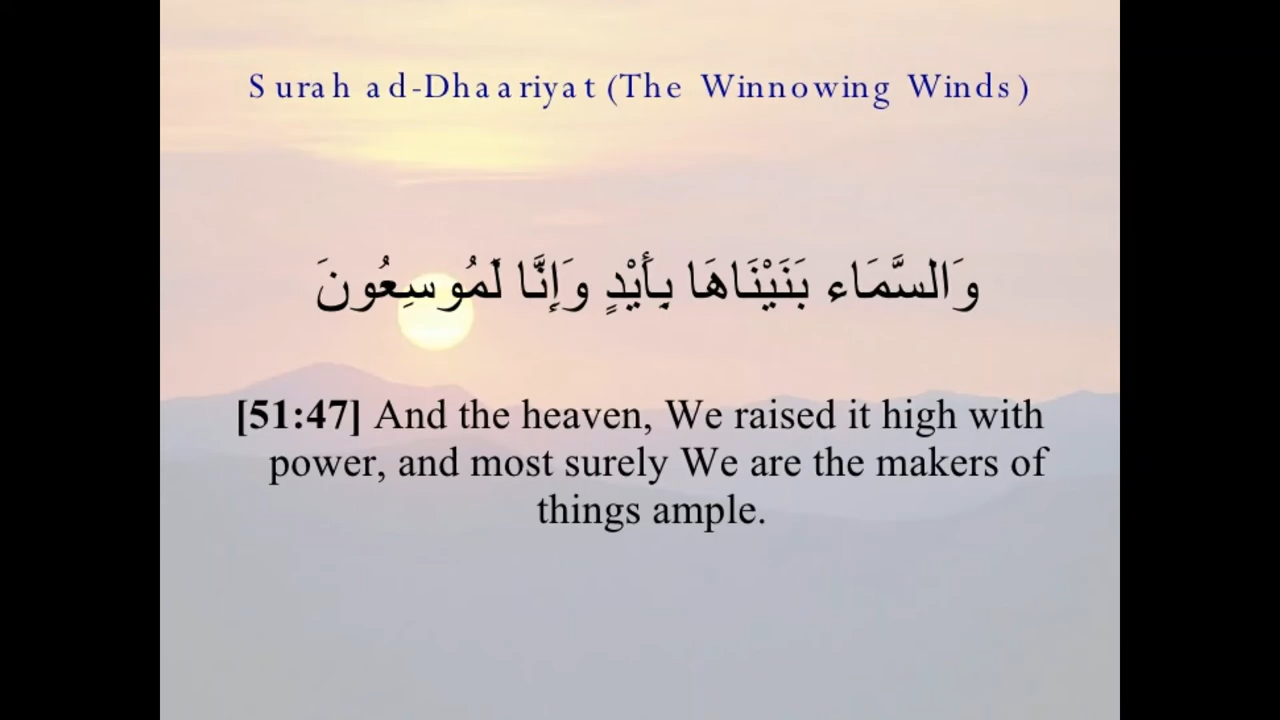 Surah ad-Dhaariyat (The Winnowing Winds)
وَالسَّمَاء بَنَيْنَاهَا بِأَيْدٍ وَإِنَّا لَمُوسِعُونَ
[51:47] And the heaven, We raised it high with
power, and most surely We are the makers of
things ample.